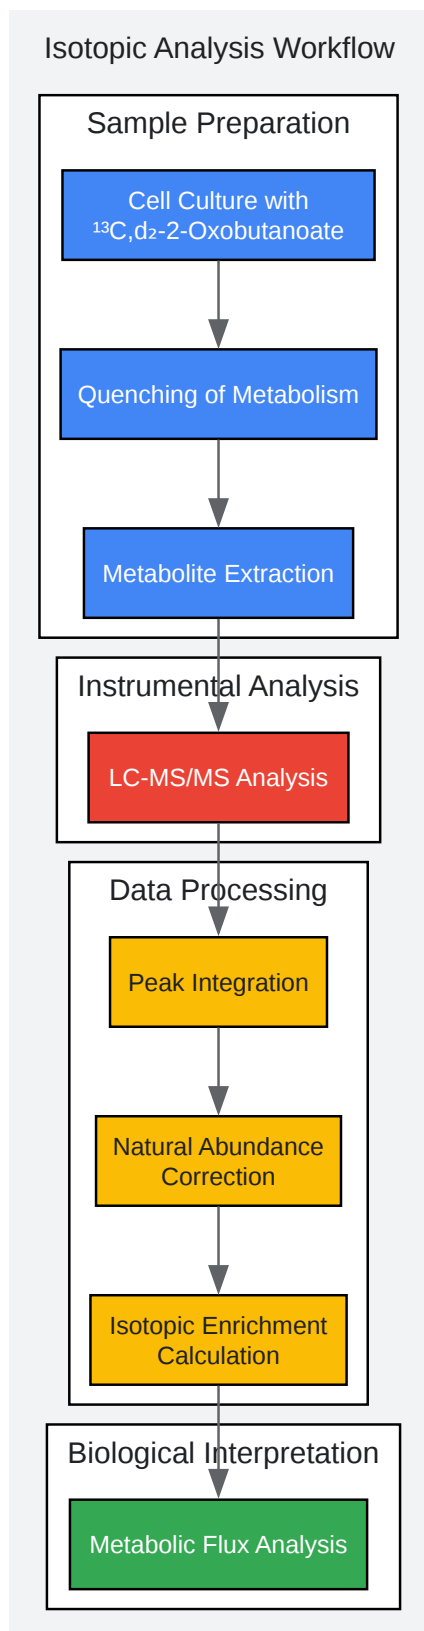 Isotopic Analysis Workflow
Sample Preparation
Cell Culture with
¹³C,d₂-2-Oxobutanoate
Quenching of Metabolism
Metabolite Extraction
Instrumental Analysis
LC-MS/MS Analysis
Data Processing
Peak Integration
Natural Abundance
Correction
Isotopic Enrichment
Calculation
Biological Interpretation
Metabolic Flux Analysis